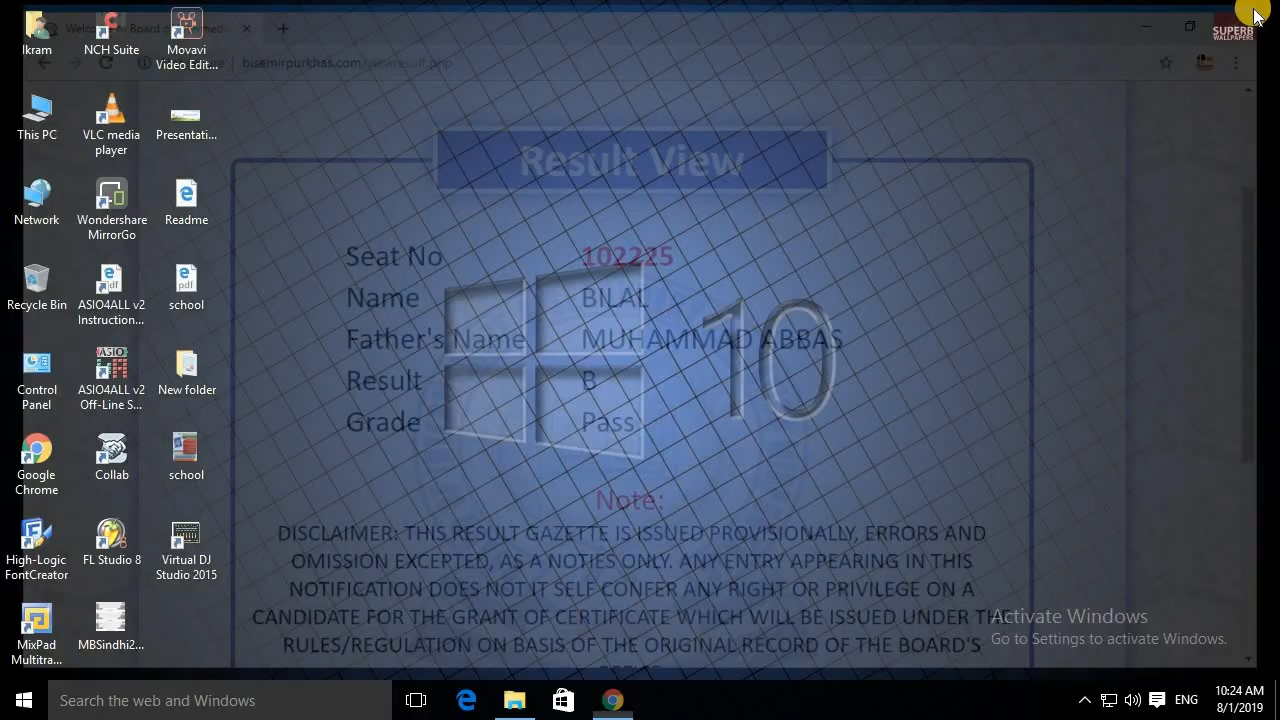 Ikram
NCH Suite
Movavi
Video Edit...
This PC
VLC media
player
Presentati...
Network
Wondershare
MirrorGo
Readme
Recycle Bin
ASIO4ALL v2
Instruction...
school
Control
Panel
ASIO4ALL v2
Off-Line S...
New folder
Google
Chrome
Collab
school
High-Logic
FontCreator
FL Studio 8
Virtual DJ
Studio 2015
MixPad
Multitra...
MBSindhi2...
bisemirpurkhas.com/viewresult.php
SUPERB
WALLPAPERS
Result View
Seat No 102225
Name BILAL
Father's Name MUHAMMAD ABBAS
Result B
Grade Pass
10
Note:
DISCLAIMER: THIS RESULT GAZETTE IS ISSUED PROVISIONALLY, ERRORS AND
OMISSION EXCEPTED, AS A NOTIES ONLY. ANY ENTRY APPEARING IN THIS
NOTIFICATION DOES NOT IT SELF CONFER ANY RIGHT OR PRIVILEGE ON A
CANDIDATE FOR THE GRANT OF CERTIFICATE WHICH WILL BE ISSUED UNDER THE
RULES/REGULATION ON BASIS OF THE ORIGINAL RECORD OF THE BOARD'S
Activate Windows
Go to Settings to activate Windows.
Search the web and Windows
ENG
10:24 AM
8/1/2019